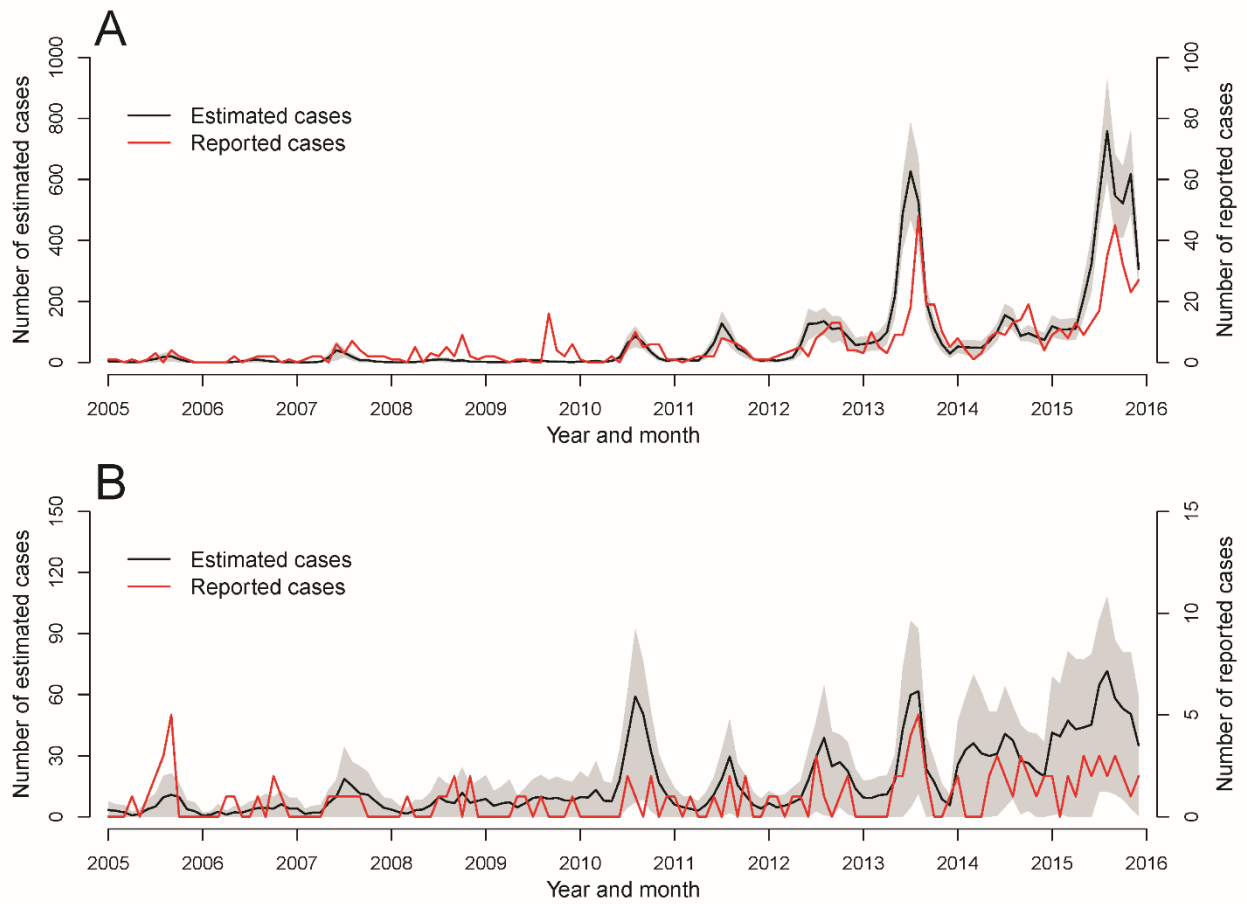 A
Number of estimated cases
1000
800
600
400
200
0
Estimated cases
Reported cases
100
80
60
40
20
0
Number of reported cases
2005 2006 2007 2008 2009 2010 2011 2012 2013 2014 2015 2016
Year and month
B
Number of estimated cases
150
120
90
60
30
0
Estimated cases
Reported cases
15
10
5
0
Number of reported cases
2005 2006 2007 2008 2009 2010 2011 2012 2013 2014 2015 2016
Year and month